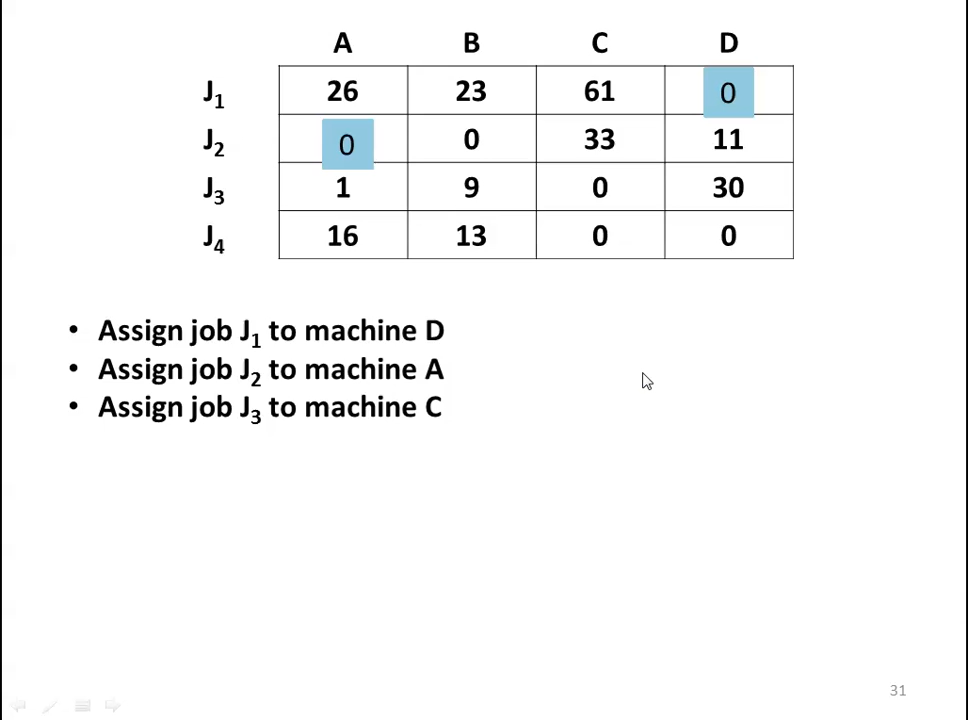 A B C D
J₁ 26 23 61 0
J₂ 0 0 33 11
J₃ 1 9 0 30
J₄ 16 13 0 0
• Assign job J₁ to machine D
• Assign job J₂ to machine A
• Assign job J₃ to machine C
31